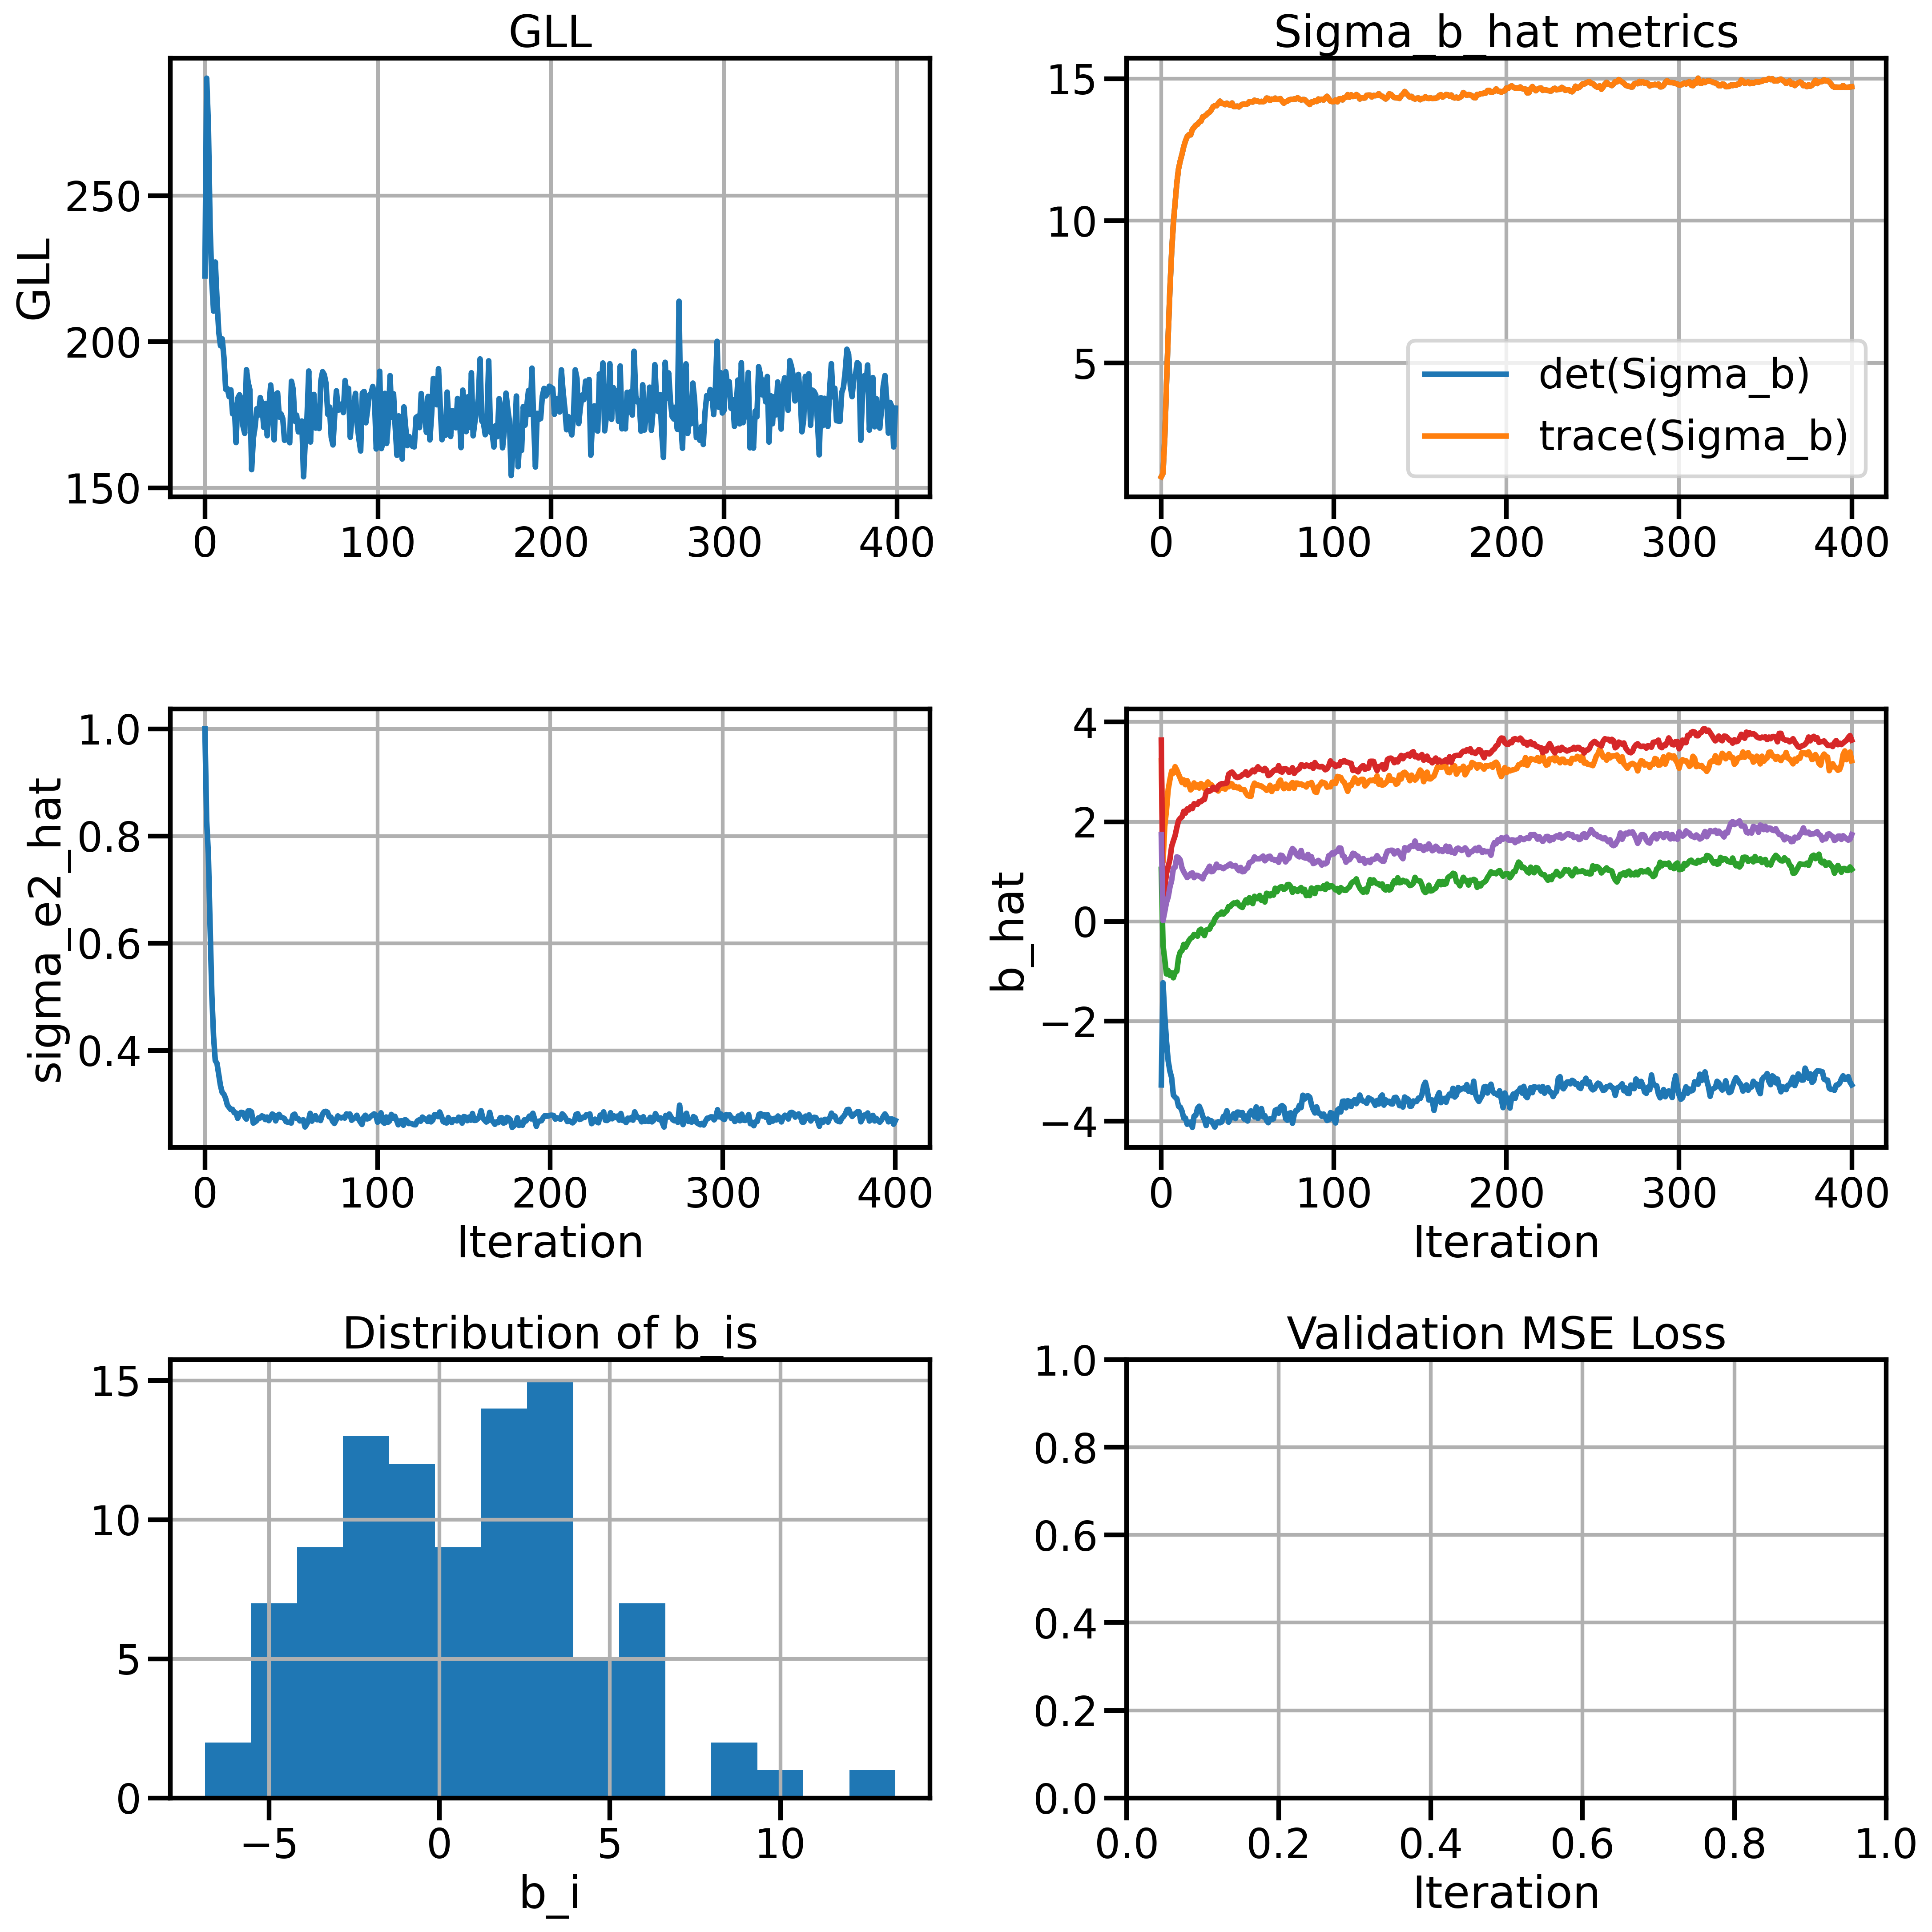 GLL
Sigma_b_hat metrics
GLL
250
200
150
0 100 200 300 400
15
10
5
det(Sigma_b)
trace(Sigma_b)
0 100 200 300 400
sigma_e2_hat
1.0
0.8
0.6
0.4
0 100 200 300 400
Iteration
b_hat
4
2
0
−2
−4
0 100 200 300 400
Iteration
Distribution of b_is
15
10
5
0
−5 0 5 10
b_i
Validation MSE Loss
1.0
0.8
0.6
0.4
0.2
0.0
0.0 0.2 0.4 0.6 0.8 1.0
Iteration